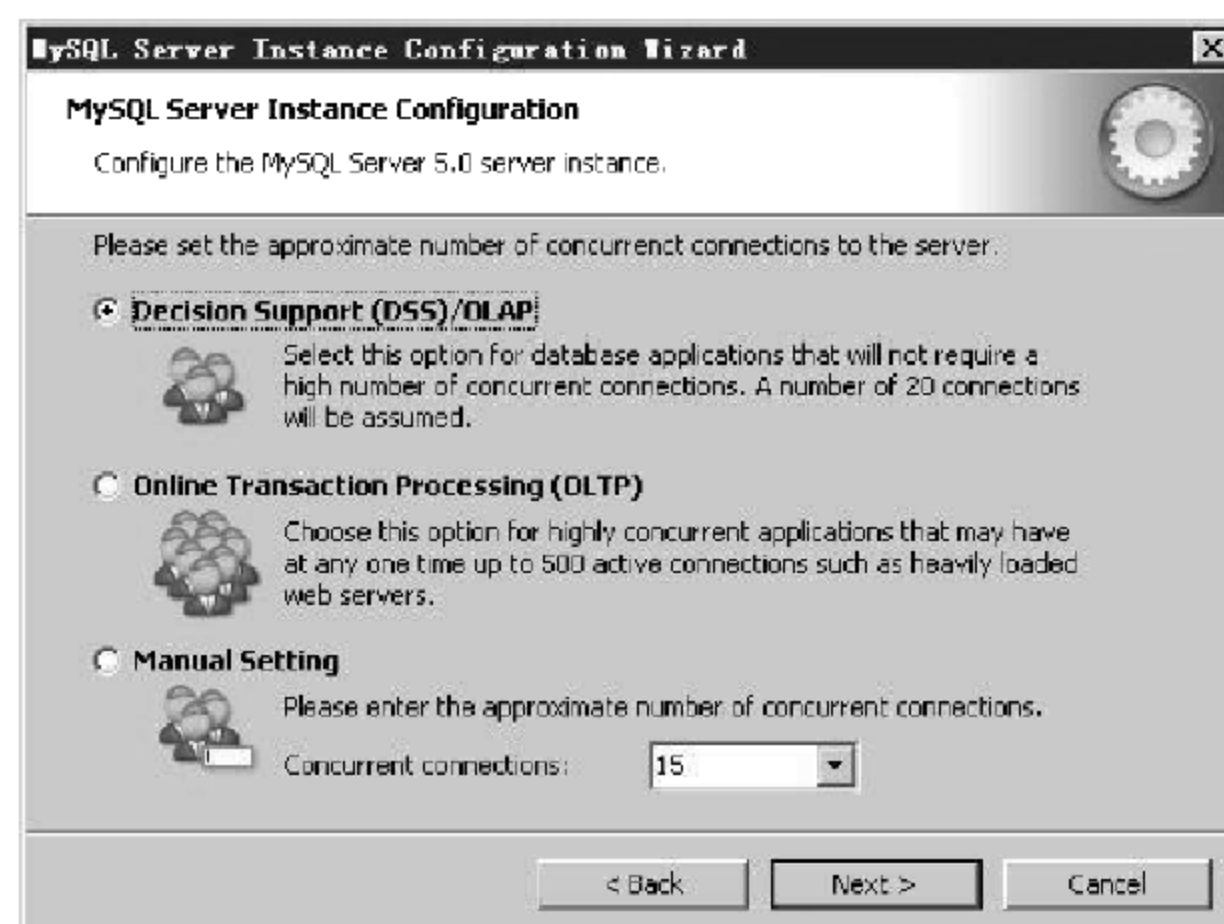 MySQL Server Instance Configuration Wizard
MySQL Server Instance Configuration
Configure the MySQL Server 5.0 server instance.
Please set the approximate number of concurrenct connections to the server.
Decision Support (DSS)/OLAP
Select this option for database applications that will not require a
high number of concurrent connections. A number of 20 connections
will be assumed.
Online Transaction Processing (OLTP)
Choose this option for highly concurrent applications that may have
at any one time up to 500 active connections such as heavily loaded
web servers.
Manual Setting
Please enter the approximate number of concurrent connections.
Concurrent connections: 15
< Back Next > Cancel